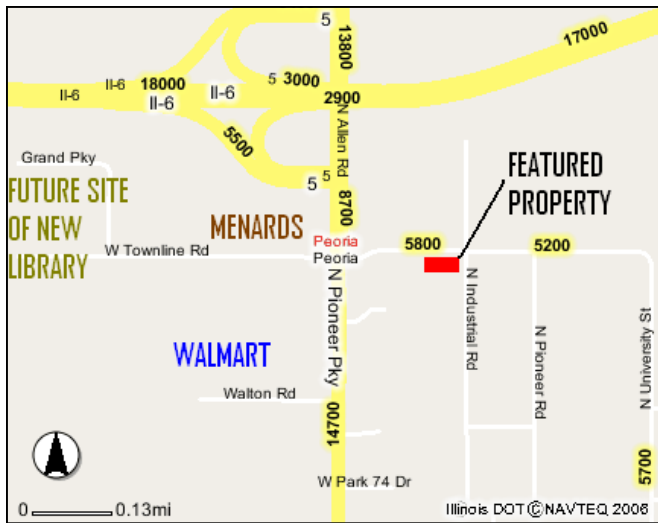 5
13800
17000
II-6
18000
5
3000
II-6
II-6
II-6
2900
N Allen Rd
5500
Grand Pky
5
5
8700
FEATURED
PROPERTY
FUTURE SITE
OF NEW
LIBRARY
MENARDS
W Townline Rd
Peoria
Peoria
5800
5200
N Pioneer Pky
N Industrial Rd
N Pioneer Rd
N University St
WALMART
Walton Rd
14700
5700
W Park 74 Dr
0
0.13mi
Illinois DOT © NAVTEQ 2006